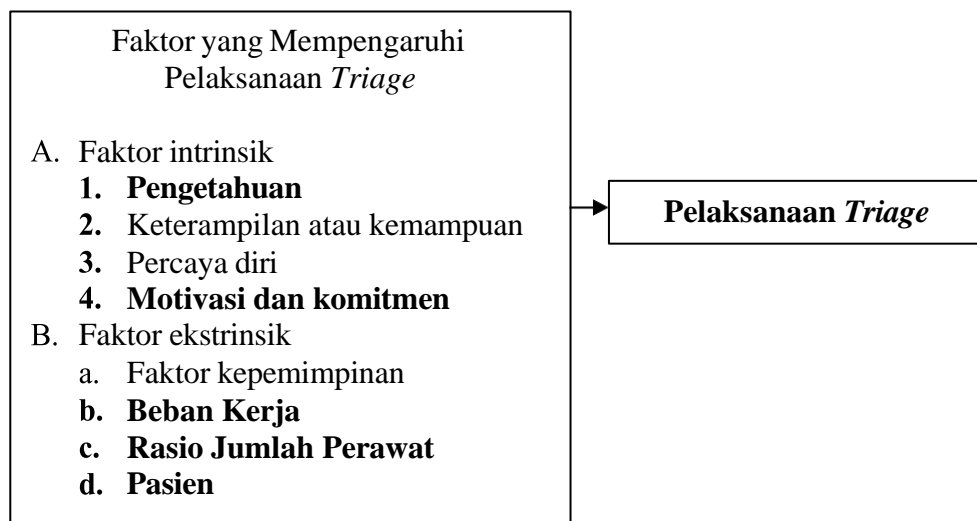 Faktor yang Mempengaruhi
Pelaksanaan Triage
A. Faktor intrinsik
1. Pengetahuan
2. Keterampilan atau kemampuan
3. Percaya diri
4. Motivasi dan komitmen
B. Faktor ekstrinsik
a. Faktor kepemimpinan
b. Beban Kerja
c. Rasio Jumlah Perawat
d. Pasien
Pelaksanaan Triage